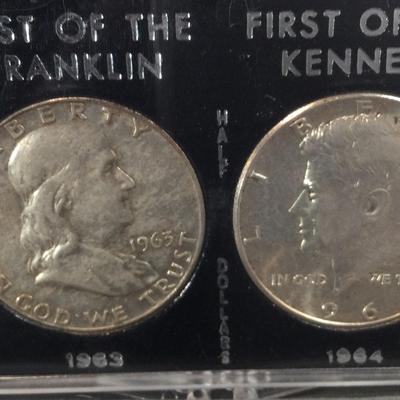 ST OF THE
RANKLIN
FIRST O
KENNE
LIBERTY
1963
N GOD WE TRUST
HALF DOLLARS
LIBE
IN GOD WE T
96
1963
1964